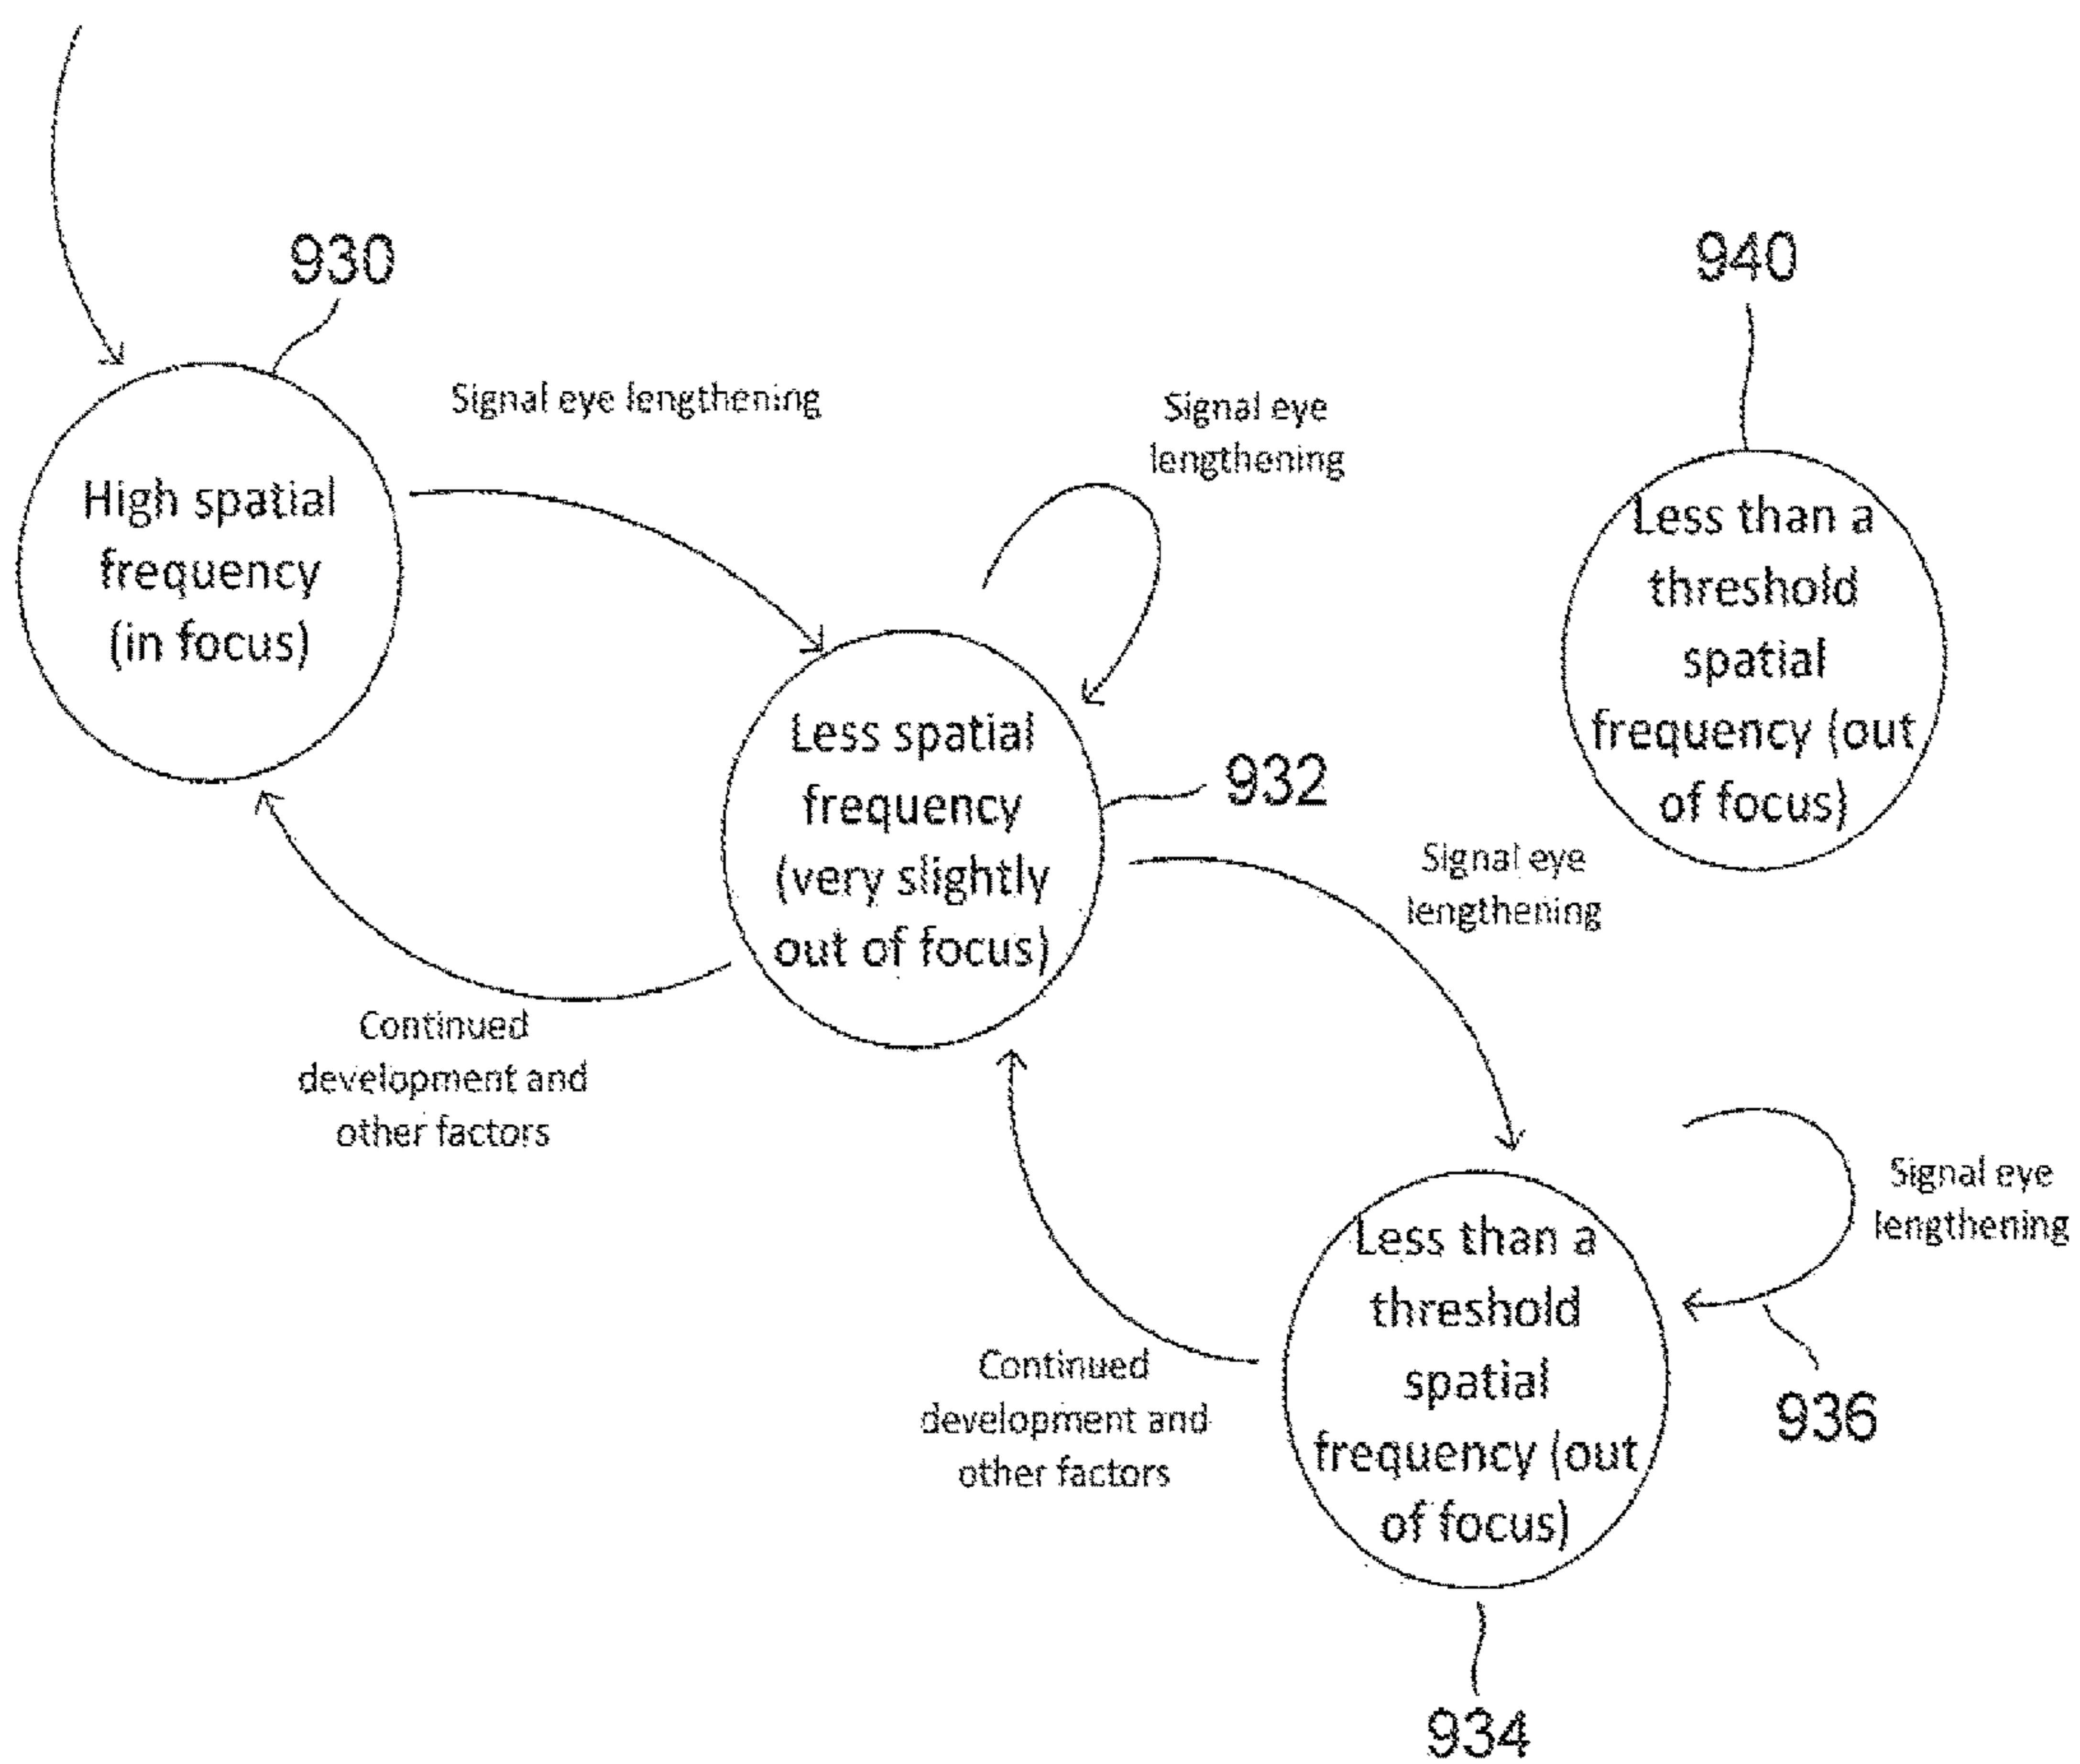 930
940
Signal eye lengthening
Signal eye
lengthening
High spatial
frequency
(in focus)
Less than a
threshold
spatial
frequency (out
of focus)
Less spatial
frequency
(very slightly
out of focus)
932
Signal eye
lengthening
Continued
development and
other factors
Signal eye
lengthening
Less than a
threshold
spatial
frequency (out
of focus)
Continued
development and
other factors
936
934